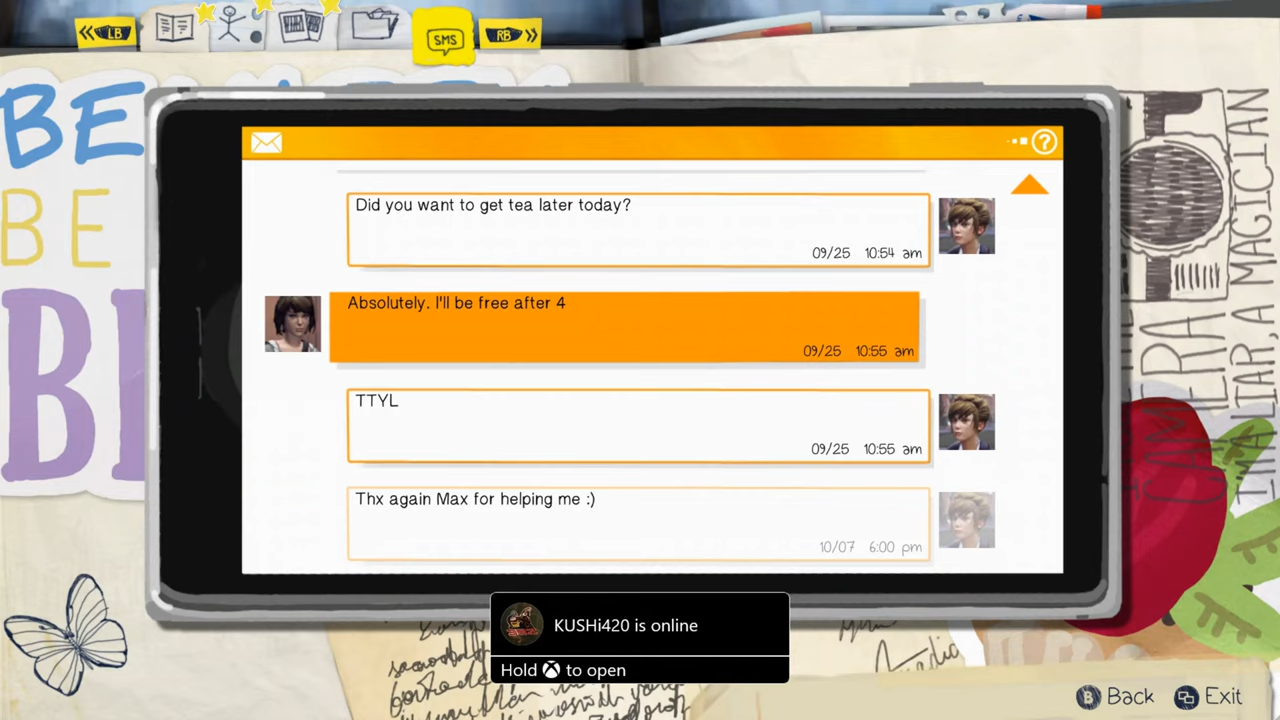 LB
SMS
RB
BE
BE
Did you want to get tea later today?
09/25 10:54 am
Absolutely. I'll be free after 4
09/25 10:55 am
TTYL
09/25 10:55 am
Thx again Max for helping me :)
10/07 6:00 pm
CAMERA
LIAR, A MAGICIAN
KUSHi420 is online
Hold to open
B Back
Exit